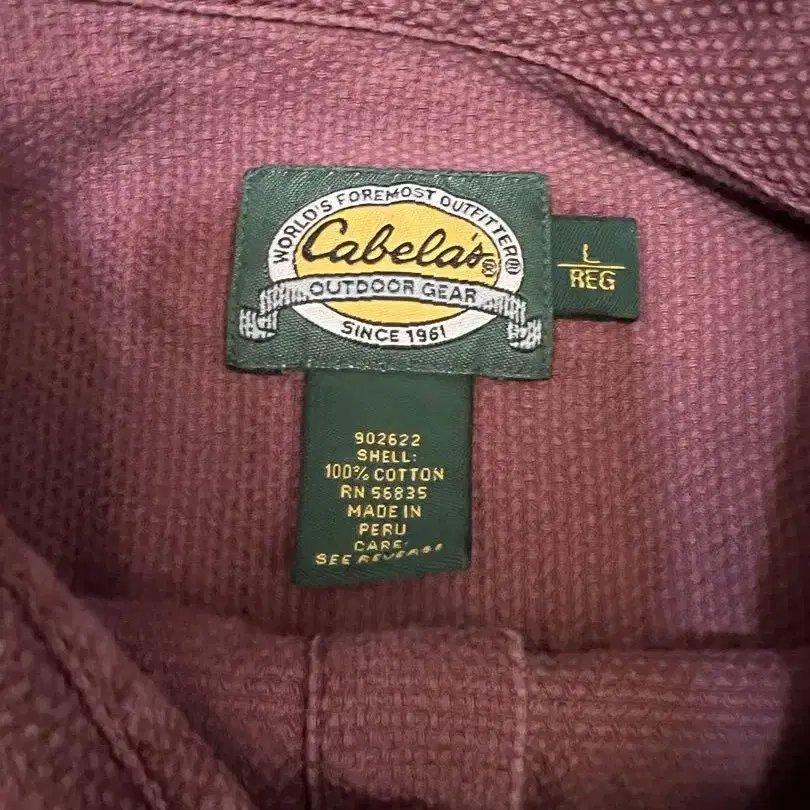 WORLD'S FOREMOST OUTFITTER®
Cabela's®
OUTDOOR GEAR
SINCE 1961
L
REG
902622
SHELL:
100% COTTON
RN 56835
MADE IN
PERU
CARE:
SEE REVERSE